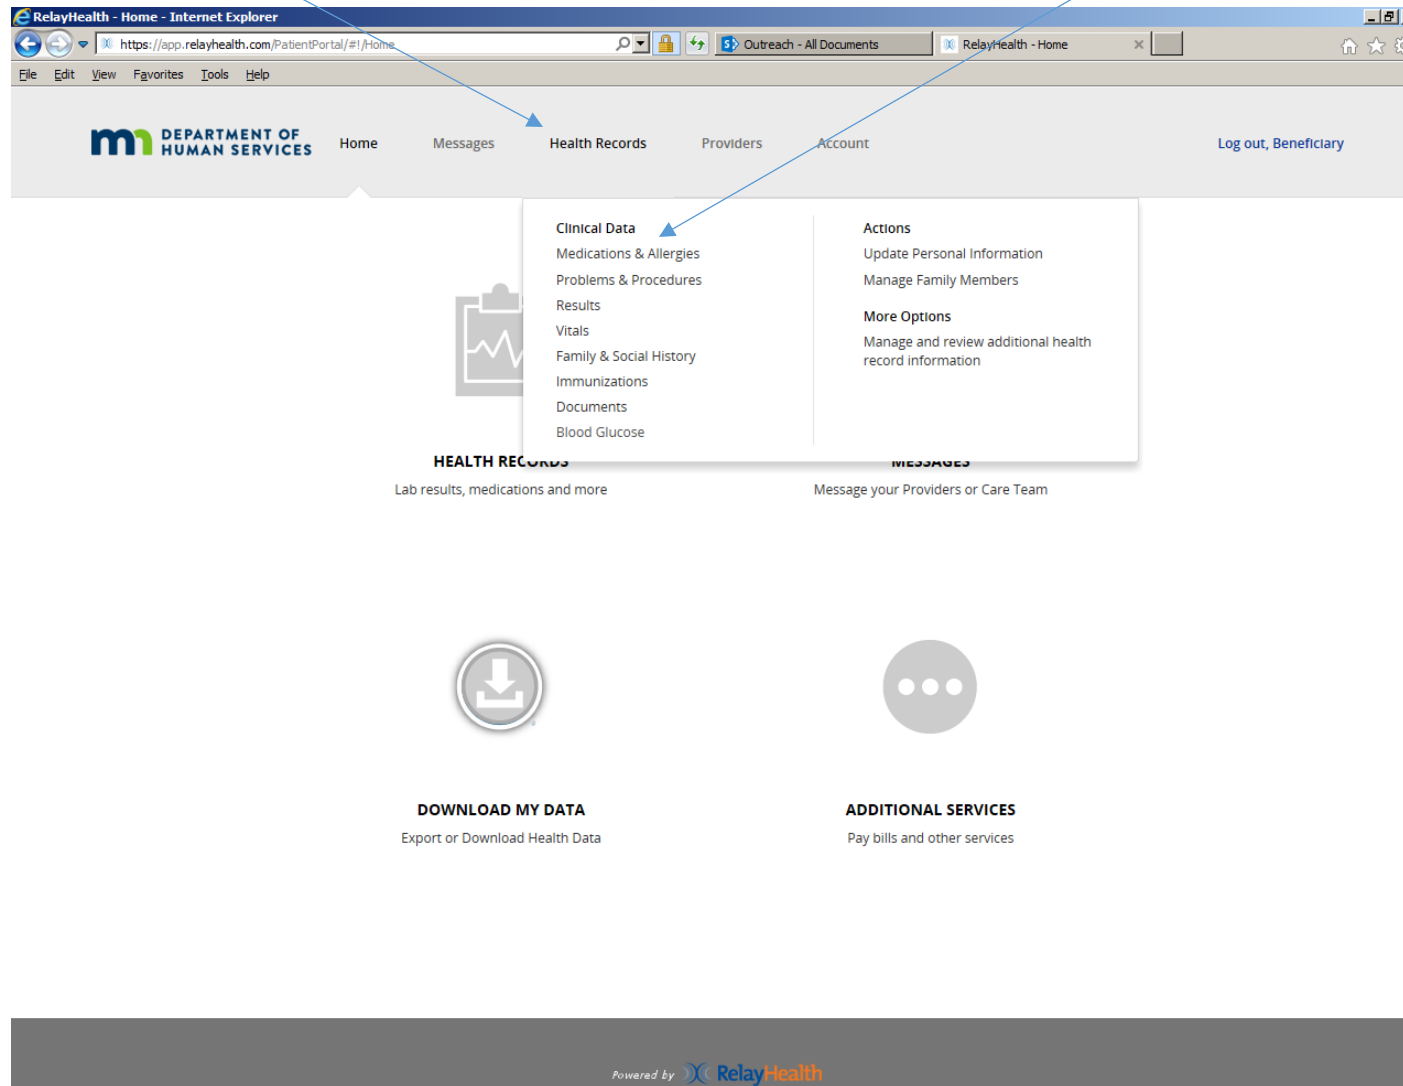 RelayHealth - Home - Internet Explorer
https://app.relayhealth.com/PatientPortal/#!/Home
Outreach - All Documents
RelayHealth - Home
File Edit View Favorites Tools Help
mn DEPARTMENT OF
HUMAN SERVICES
Home Messages Health Records Providers Account Log out, Beneficiary
Clinical Data
Medications & Allergies
Problems & Procedures
Results
Vitals
Family & Social History
Immunizations
Documents
Blood Glucose
Actions
Update Personal Information
Manage Family Members
More Options
Manage and review additional health
record information
HEALTH RECORDS
Lab results, medications and more
MESSAGES
Message your Providers or Care Team
DOWNLOAD MY DATA
Export or Download Health Data
ADDITIONAL SERVICES
Pay bills and other services
Powered by RelayHealth